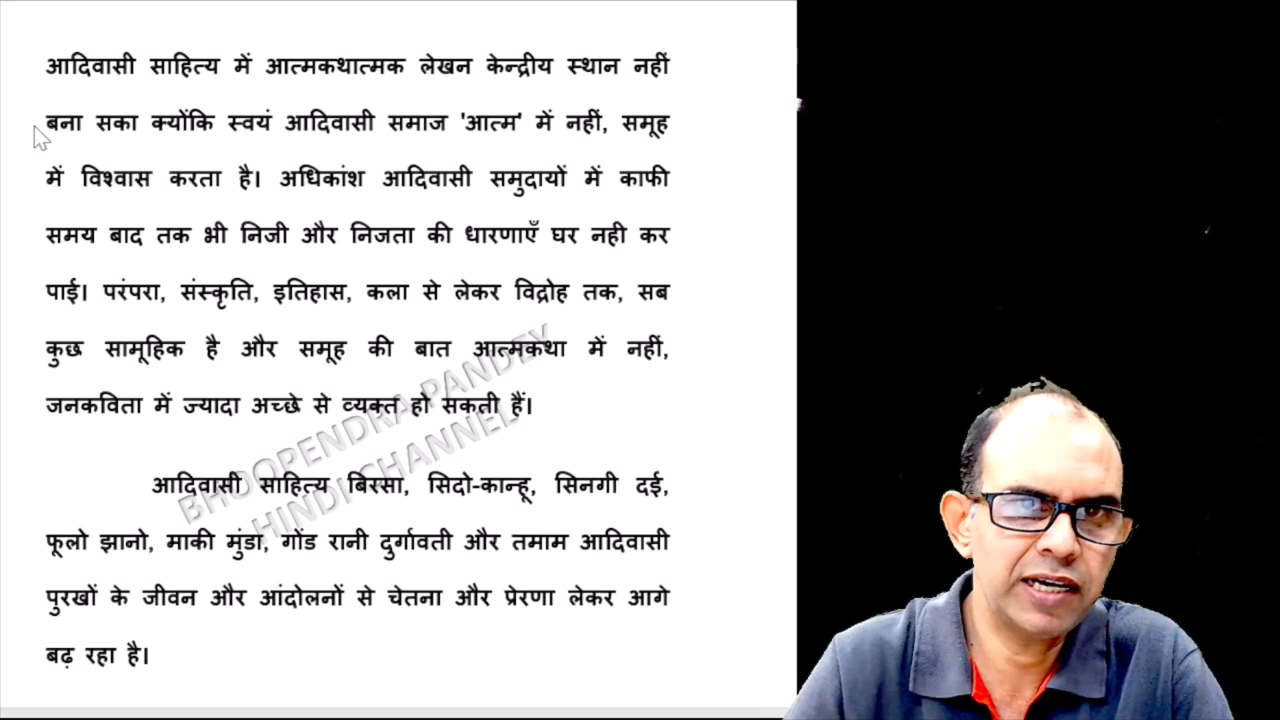 आदिवासी साहित्य में आत्मकथात्मक लेखन केन्द्रीय स्थान नहीं
बना सका क्योंकि स्वयं आदिवासी समाज 'आत्म' में नहीं, समूह
में विश्वास करता है। अधिकांश आदिवासी समुदायों में काफी
समय बाद तक भी निजी और निजता की धारणाएँ घर नही कर
पाई। परंपरा, संस्कृति, इतिहास, कला से लेकर विद्रोह तक, सब
कुछ सामूहिक है और समूह की बात आत्मकथा में नहीं,
जनकविता में ज्यादा अच्छे से व्यक्त हो सकती हैं।
आदिवासी साहित्य बिरसा, सिदो-कान्हू, सिनगी दई,
फूलो झानो, माकी मुंडा, गोंड रानी दुर्गावती और तमाम आदिवासी
पुरखों के जीवन और आंदोलनों से चेतना और प्रेरणा लेकर आगे
बढ़ रहा है।
BHOOPENDRA PANDEY
HINDI CHANNEL